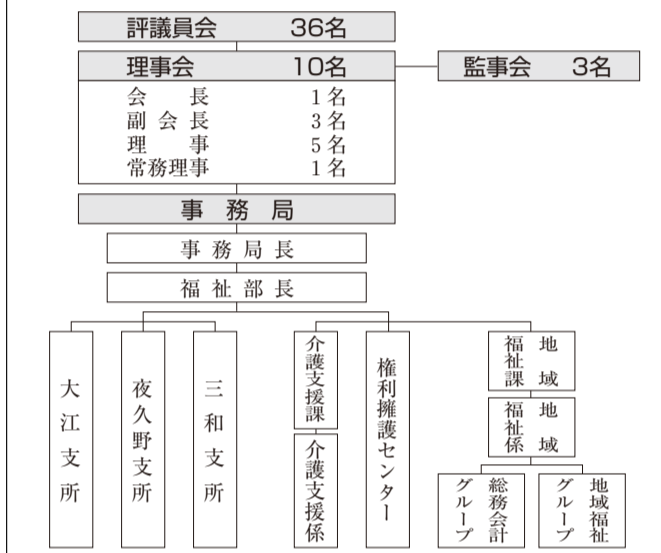 評議員会 36名
理事会 10名
監事会 3名
会長 1名
副会長 3名
理事 5名
常務理事 1名
事務局
事務局長
福祉部長
大江支所
夜久野支所
三和支所
介護支援課
介護支援係
権利擁護センター
地域
福祉課
地域
福祉係
総務会計
グループ
地域福祉
グループ